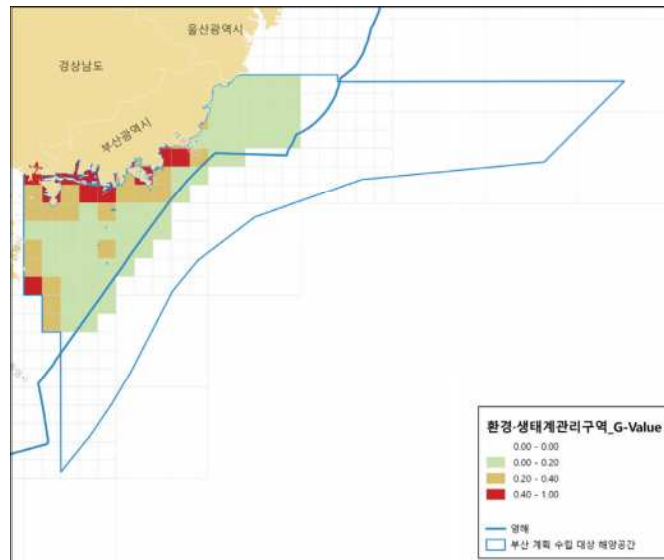 울산광역시
경상남도
부산광역시
환경·생태계관리구역_G-Value
0.00 - 0.00
0.00 - 0.20
0.20 - 0.40
0.40 - 1.00
영해
부산 계획 수립 대상 해양공간